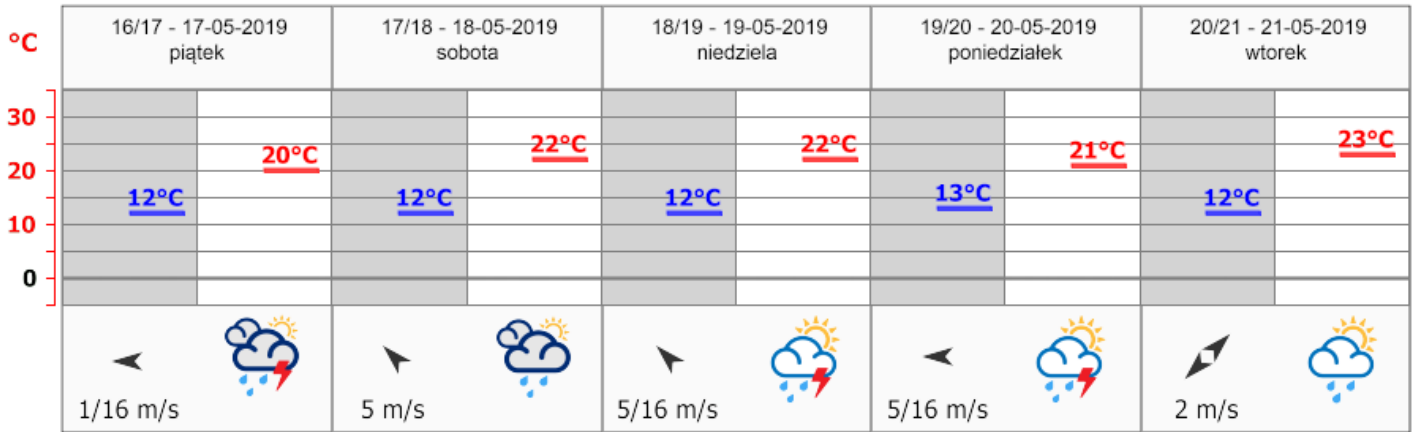 °C
16/17 - 17-05-2019
piątek
17/18 - 18-05-2019
sobota
18/19 - 19-05-2019
niedziela
19/20 - 20-05-2019
poniedziałek
20/21 - 21-05-2019
wtorek
30
20
10
0
12°C
20°C
12°C
22°C
12°C
22°C
13°C
21°C
12°C
23°C
1/16 m/s
5 m/s
5/16 m/s
5/16 m/s
2 m/s